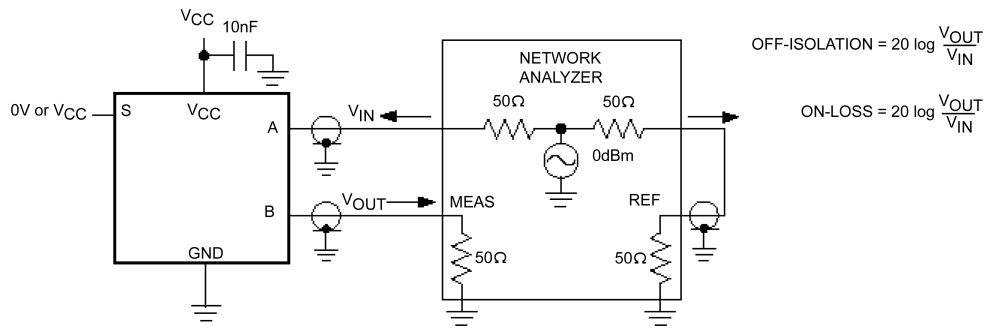 VCC
10nF
0V or VCC
S
VCC
A
B
GND
VIN
VOUT
NETWORK
ANALYZER
50Ω
50Ω
0dBm
MEAS
REF
50Ω
50Ω
OFF-ISOLATION = 20 log VOUT
VIN
ON-LOSS = 20 log VOUT
VIN